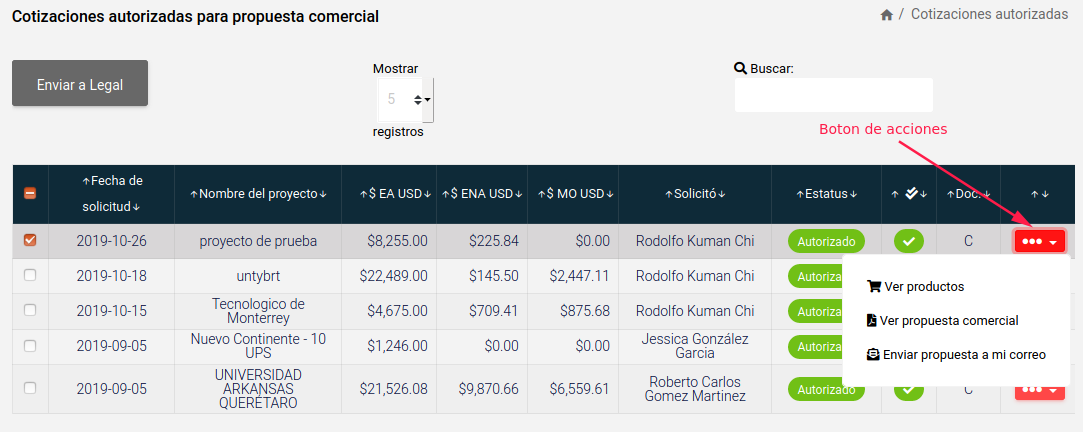 Cotizaciones autorizadas para propuesta comercial
/ Cotizaciones autorizadas
Enviar a Legal
Mostrar
5
registros
Buscar:
Boton de acciones
↑Fecha de
solicitud↓
↑Nombre del proyecto↓
↑$ EA USD↓
↑$ ENA USD↓
↑$ MO USD↓
↑Solicitó↓
↑Estatus↓
↑ ↓
↑Doc.↓
↑ ↓
2019-10-26 proyecto de prueba $8,255.00 $225.84 $0.00 Rodolfo Kuman Chi Autorizado C
2019-10-18 untybrt $22,489.00 $145.50 $2,447.11 Rodolfo Kuman Chi Autorizado
Ver productos
2019-10-15 Tecnologico de
Monterrey $4,675.00 $709.41 $875.68 Rodolfo Kuman Chi Autorizado
Ver propuesta comercial
2019-09-05 Nuevo Continente - 10
UPS $1,246.00 $0.00 $0.00 Jessica González
Garcia Autorizado
Enviar propuesta a mi correo
2019-09-05 UNIVERSIDAD
ARKANSAS
QUERÉTARO $21,526.08 $9,870.66 $6,559.61 Roberto Carlos
Gomez Martinez Autorizado C